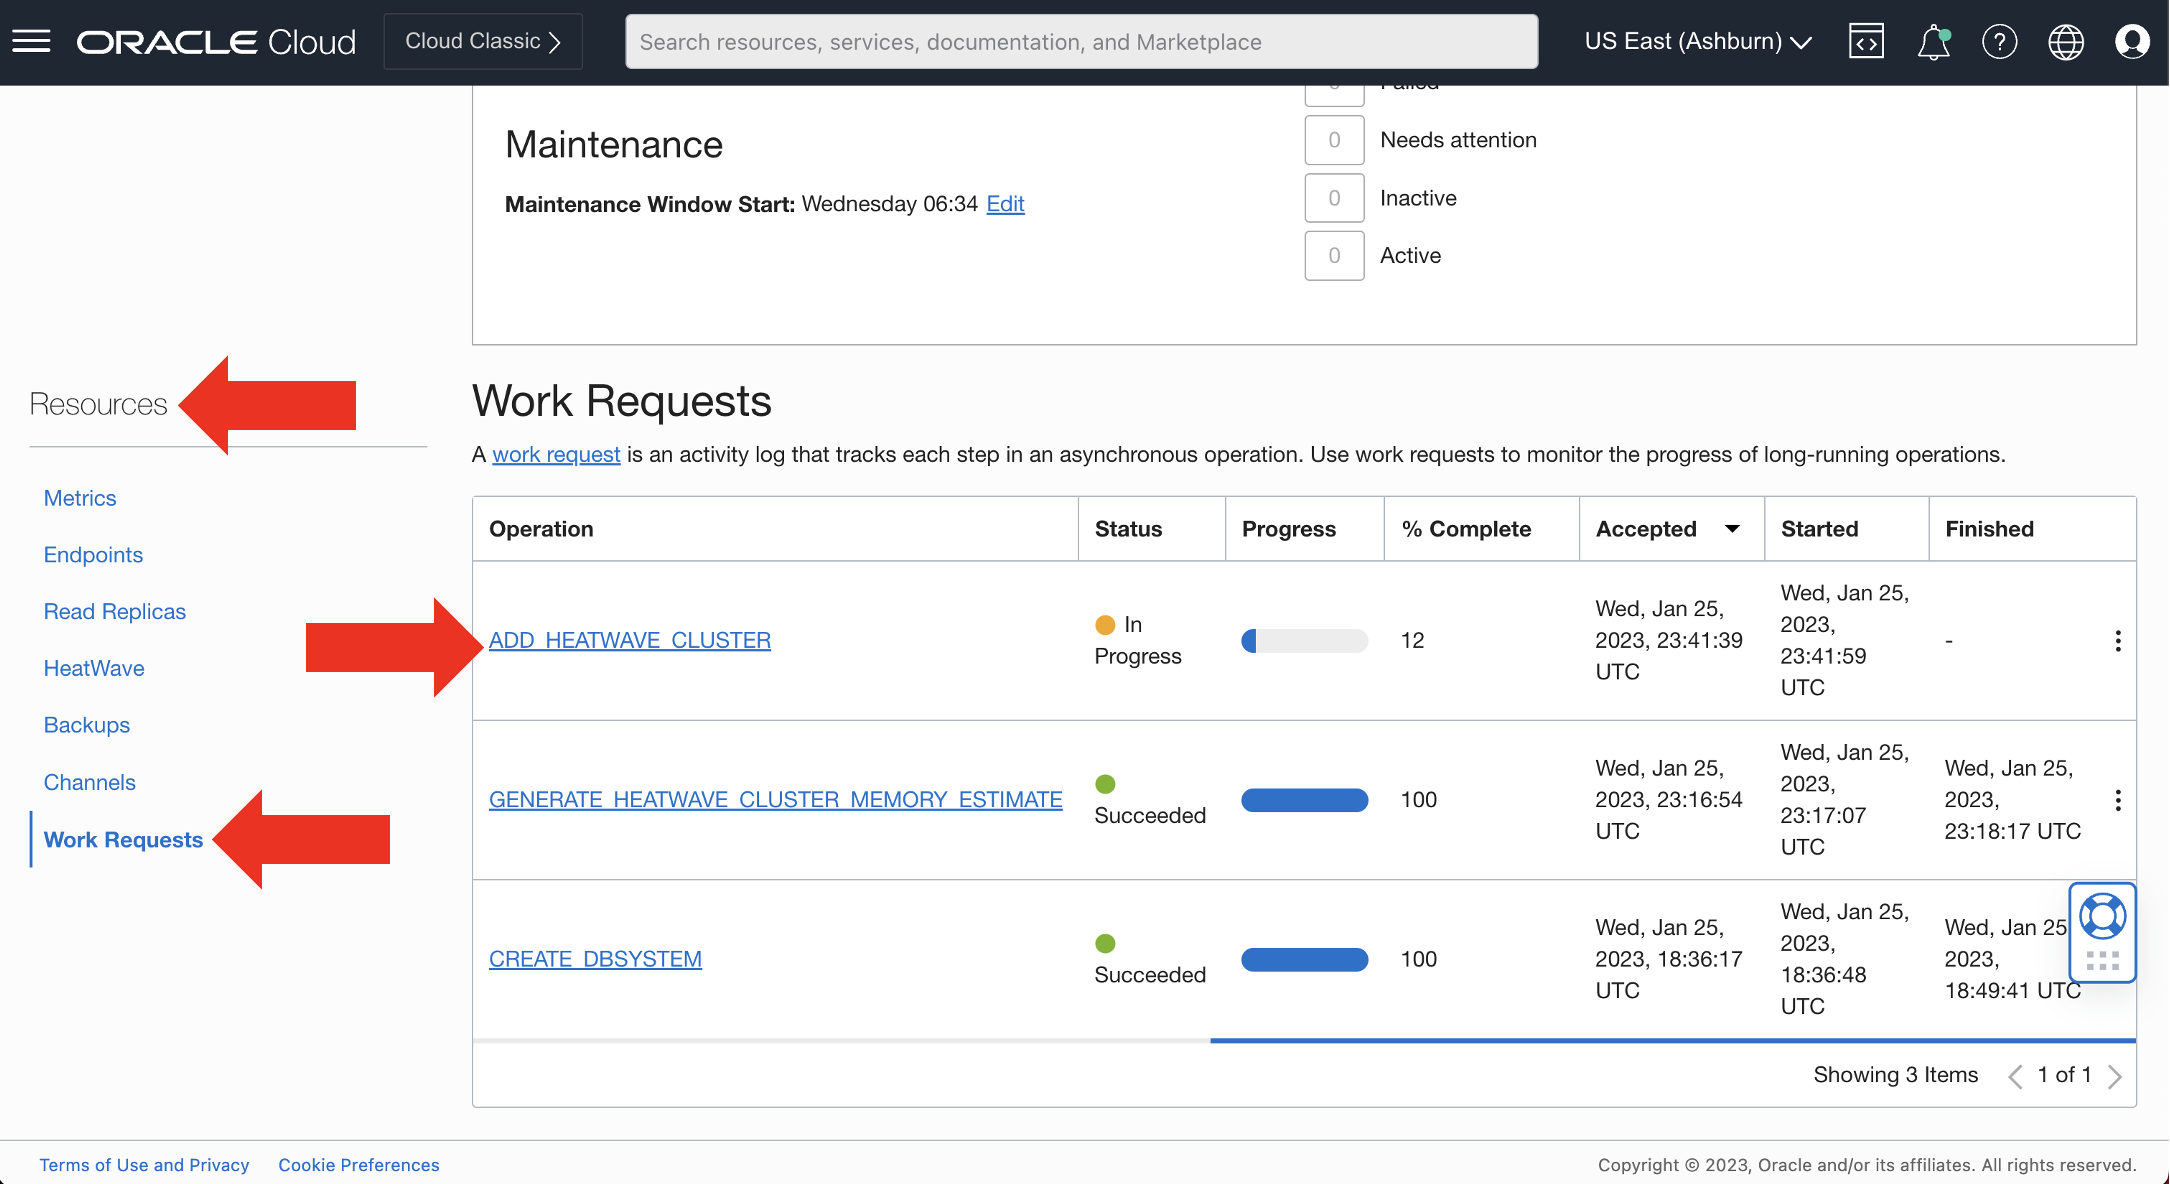 ORACLE Cloud
Cloud Classic
Search resources, services, documentation, and Marketplace
US East (Ashburn)
Failed
Maintenance
0 Needs attention
Maintenance Window Start: Wednesday 06:34 Edit
0 Inactive
0 Active
Resources
Metrics
Endpoints
Read Replicas
HeatWave
Backups
Channels
Work Requests
Work Requests
A work request is an activity log that tracks each step in an asynchronous operation. Use work requests to monitor the progress of long-running operations.
Operation Status Progress % Complete Accepted Started Finished
ADD_HEATWAVE_CLUSTER
In
Progress
12
Wed, Jan 25,
2023, 23:41:39
UTC
Wed, Jan 25,
2023,
23:41:59
UTC
-
GENERATE_HEATWAVE_CLUSTER_MEMORY_ESTIMATE
Succeeded
100
Wed, Jan 25,
2023, 23:16:54
UTC
Wed, Jan 25,
2023,
23:17:07
UTC
Wed, Jan 25,
2023,
23:18:17 UTC
CREATE_DBSYSTEM
Succeeded
100
Wed, Jan 25,
2023, 18:36:17
UTC
Wed, Jan 25,
2023,
18:36:48
UTC
Wed, Jan 25
2023,
18:49:41 UTC
Showing 3 Items 1 of 1
Terms of Use and Privacy Cookie Preferences
Copyright © 2023, Oracle and/or its affiliates. All rights reserved.